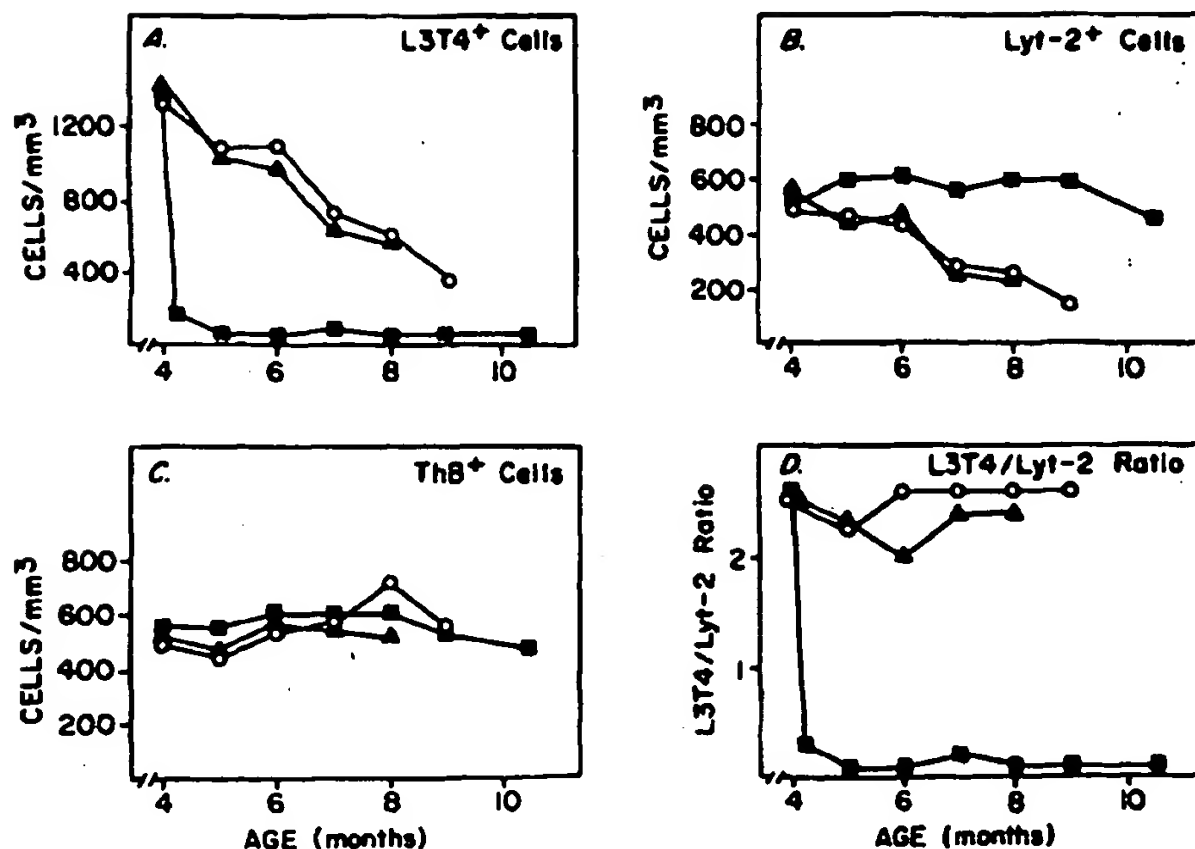 A. L3T4+ Cells
CELLS/mm³
1200
800
400
4 6 8 10
B. Lyt-2+ Cells
CELLS/mm³
800
600
400
200
4 6 8 10
C. ThB+ Cells
CELLS/mm³
800
600
400
200
4 6 8 10
AGE (months)
D. L3T4/Lyt-2 Ratio
L3T4/Lyt-2 Ratio
2
1
4 6 8 10
AGE (months)